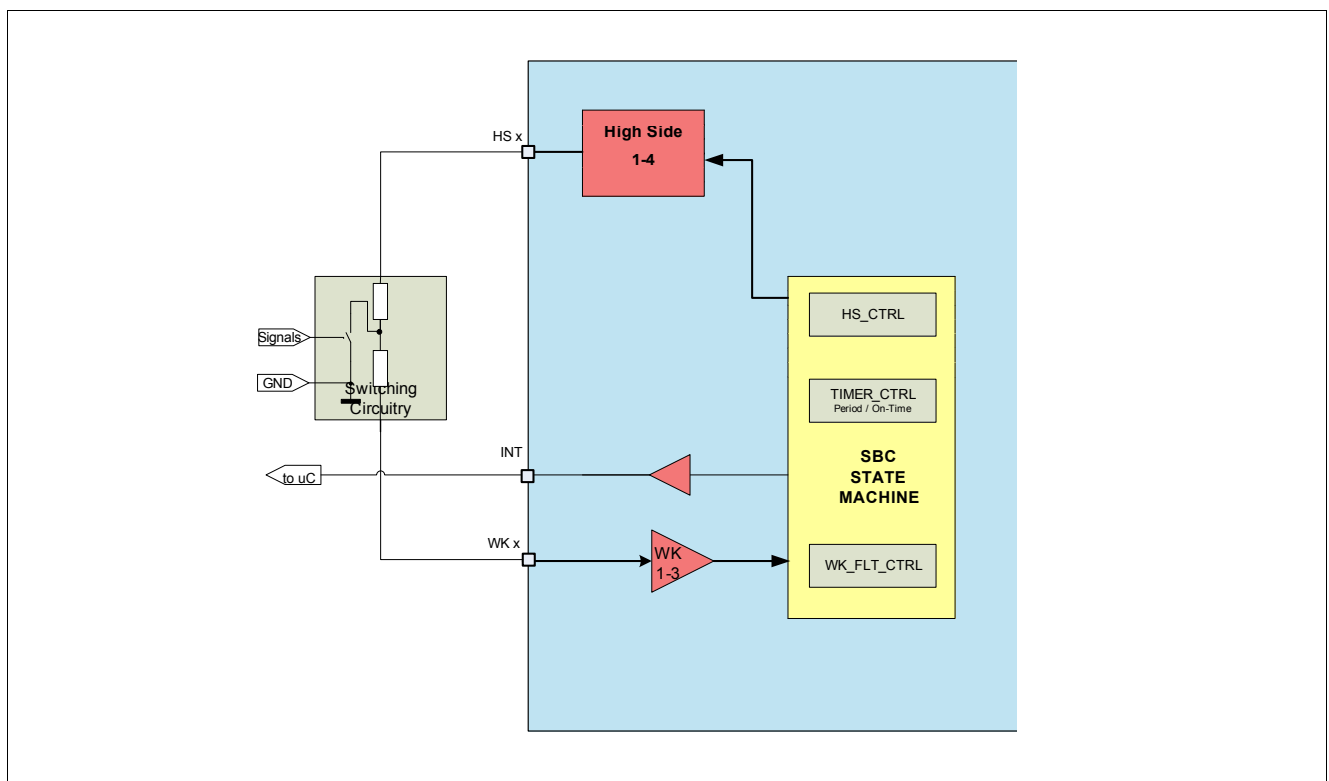 HS x
High Side
1-4
HS_CTRL
Signals
TIMER_CTRL
Period / On-Time
GND
Switching
Circuitry
INT
SBC
STATE
MACHINE
to uC
WK x
WK
1-3
WK_FLT_CTRL